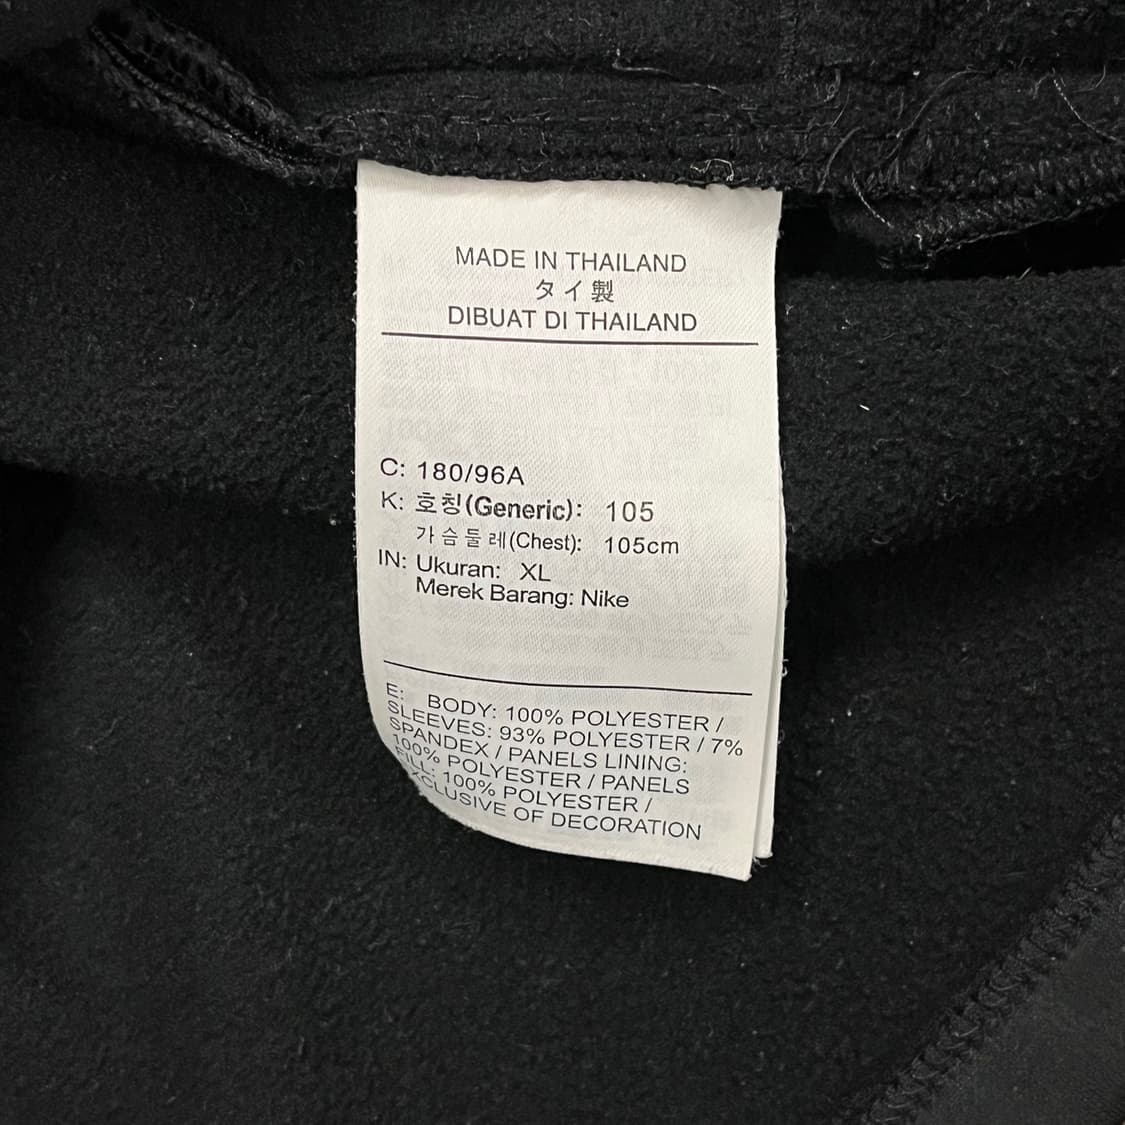 MADE IN THAILAND
タイ製
DIBUAT DI THAILAND
C: 180/96A
K: 호칭(Generic): 105
가슴둘레(Chest): 105cm
IN: Ukuran: XL
Merek Barang: Nike
E: BODY: 100% POLYESTER /
SLEEVES: 93% POLYESTER / 7%
SPANDEX / PANELS LINING:
100% POLYESTER / PANELS
FILL: 100% POLYESTER /
EXCLUSIVE OF DECORATION